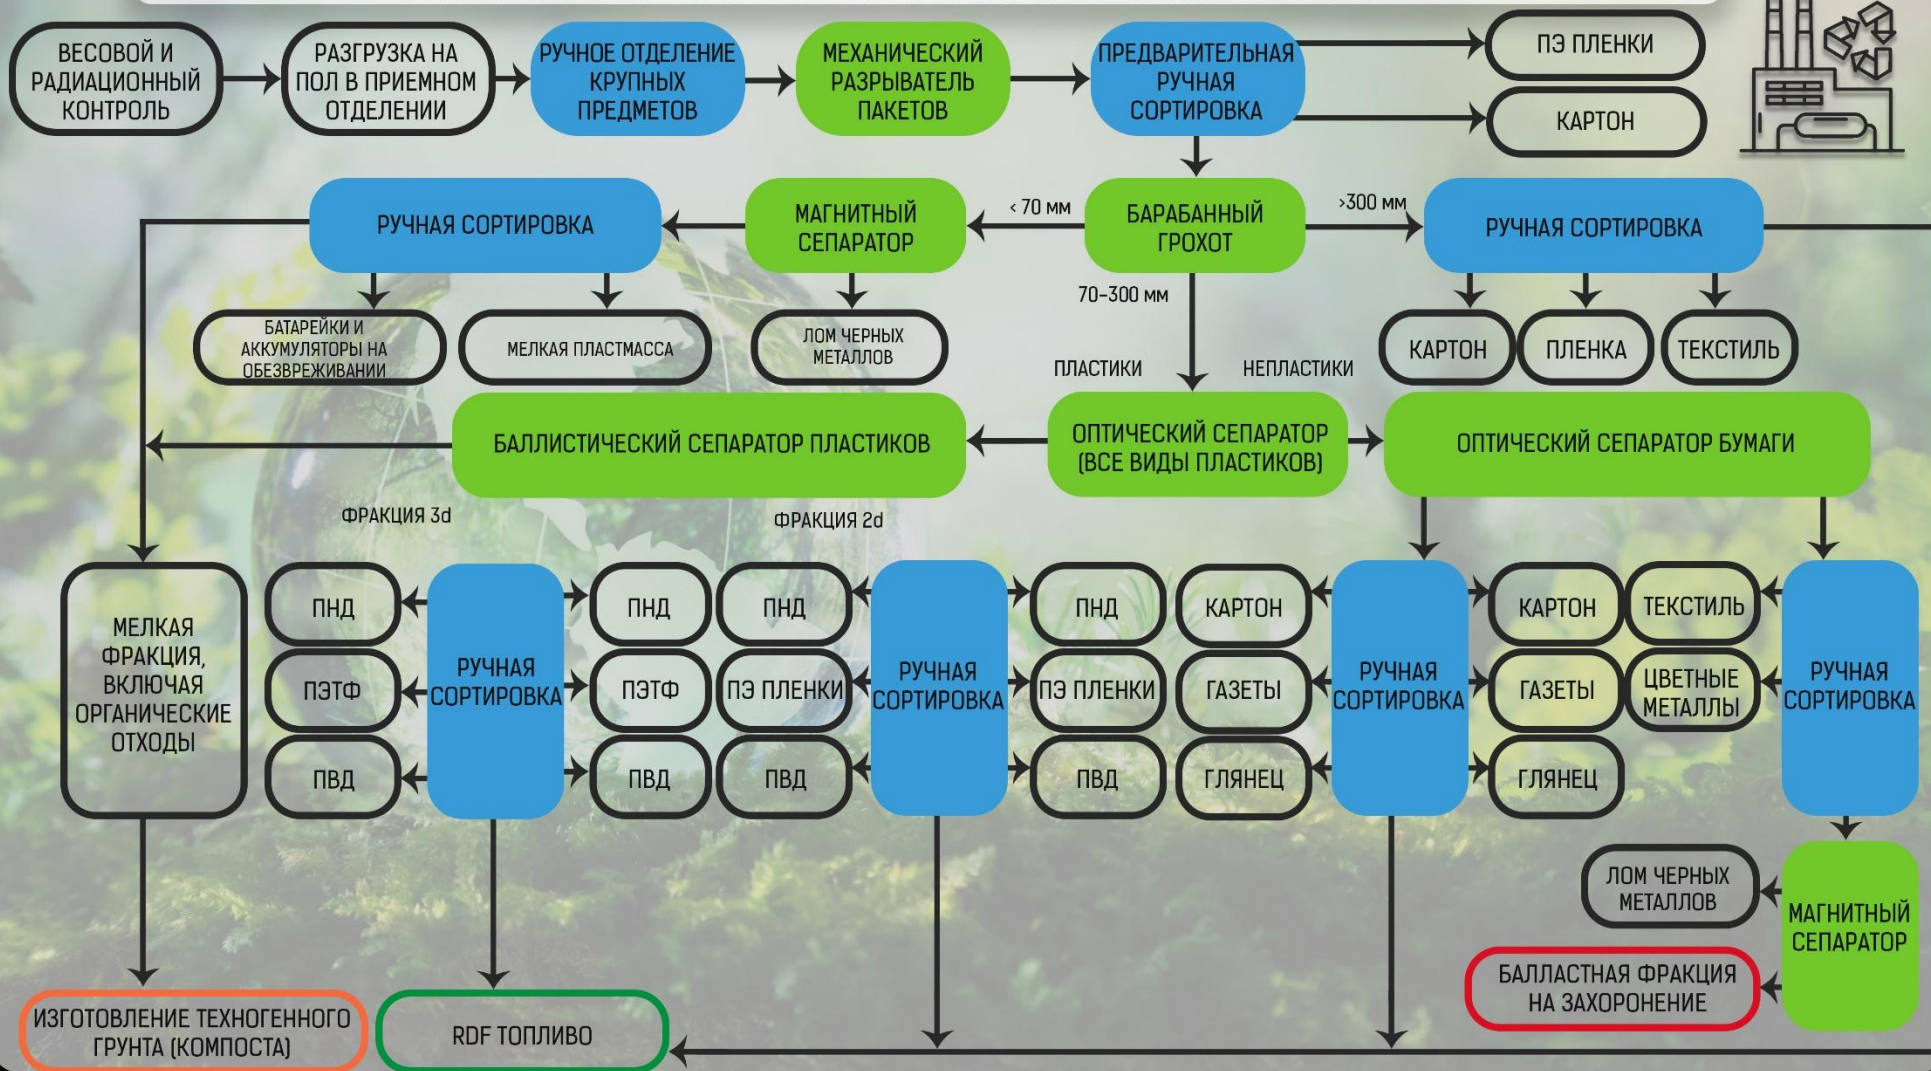 ВЕСОВОЙ И
РАДИАЦИОННЫЙ
КОНТРОЛЬ
РАЗГРУЗКА НА
ПОЛ В ПРИЕМНОМ
ОТДЕЛЕНИИ
РУЧНОЕ ОТДЕЛЕНИЕ
КРУПНЫХ
ПРЕДМЕТОВ
МЕХАНИЧЕСКИЙ
РАЗРЫВАТЕЛЬ
ПАКЕТОВ
ПРЕДВАРИТЕЛЬНАЯ
РУЧНАЯ
СОРТИРОВКА
ПЭ ПЛЕНКИ
КАРТОН
РУЧНАЯ СОРТИРОВКА
МАГНИТНЫЙ
СЕПАРАТОР
< 70 ММ
БАРАБАННЫЙ
ГРОХОТ
>300 ММ
РУЧНАЯ СОРТИРОВКА
70-300 ММ
БАТАРЕЙКИ И
АККУМУЛЯТОРЫ НА
ОБЕЗВРЕЖИВАНИИ
МЕЛКАЯ ПЛАСТМАССА
ЛОМ ЧЕРНЫХ
МЕТАЛЛОВ
КАРТОН
ПЛЕНКА
ТЕКСТИЛЬ
ПЛАСТИКИ
НЕПЛАСТИКИ
БАЛЛИСТИЧЕСКИЙ СЕПАРАТОР ПЛАСТИКОВ
ОПТИЧЕСКИЙ СЕПАРАТОР
(ВСЕ ВИДЫ ПЛАСТИКОВ)
ОПТИЧЕСКИЙ СЕПАРАТОР БУМАГИ
ФРАКЦИЯ 3d
ФРАКЦИЯ 2d
МЕЛКАЯ
ФРАКЦИЯ,
ВКЛЮЧАЯ
ОРГАНИЧЕСКИЕ
ОТХОДЫ
ПНД
ПЭТФ
ПВД
РУЧНАЯ
СОРТИРОВКА
ПНД
ПЭТФ
ПВД
ПНД
ПЭ ПЛЕНКИ
ПВД
РУЧНАЯ
СОРТИРОВКА
ПНД
ПЭ ПЛЕНКИ
ПВД
КАРТОН
ГАЗЕТЫ
ГЛЯНЕЦ
РУЧНАЯ
СОРТИРОВКА
КАРТОН
ГАЗЕТЫ
ГЛЯНЕЦ
ТЕКСТИЛЬ
ЦВЕТНЫЕ
МЕТАЛЛЫ
РУЧНАЯ
СОРТИРОВКА
ЛОМ ЧЕРНЫХ
МЕТАЛЛОВ
МАГНИТНЫЙ
СЕПАРАТОР
БАЛЛАСТНАЯ ФРАКЦИЯ
НА ЗАХОРОНЕНИЕ
ИЗГОТОВЛЕНИЕ ТЕХНОГЕННОГО
ГРУНТА (КОМПОСТА)
RDF ТОПЛИВО